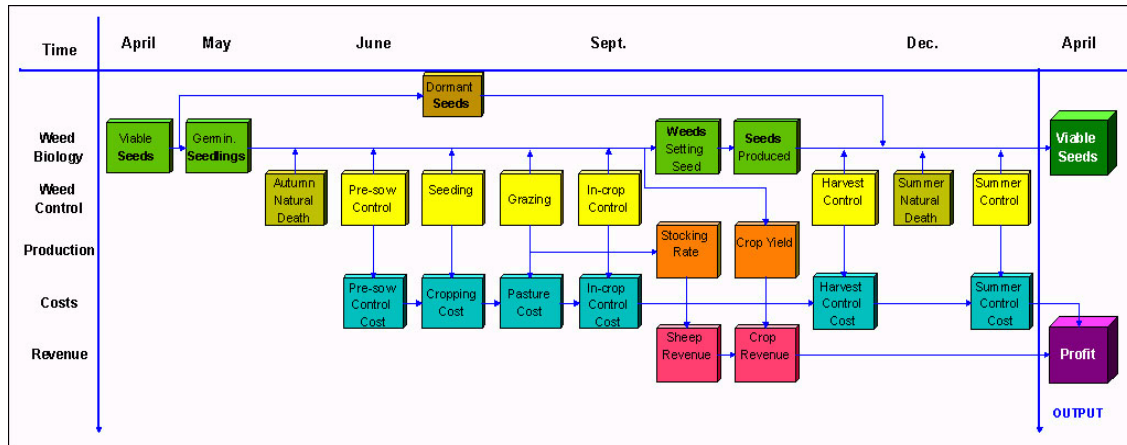 Time
April
May
June
Sept.
Dec.
April
Dormant
Seeds
Weed
Biology
Viable
Seeds
Germin.
Seedlings
Weeds
Setting
Seed
Seeds
Produced
Viable
Seeds
Weed
Control
Autumn
Natural
Death
Pre-sow
Control
Seeding
Grazing
In-crop
Control
Harvest
Control
Summer
Natural
Death
Summer
Control
Production
Stocking
Rate
Crop Yield
Costs
Pre-sow
Control
Cost
Cropping
Cost
Pasture
Cost
In-crop
Control
Cost
Harvest
Control
Cost
Summer
Control
Cost
Revenue
Sheep
Revenue
Crop
Revenue
Profit
OUTPUT